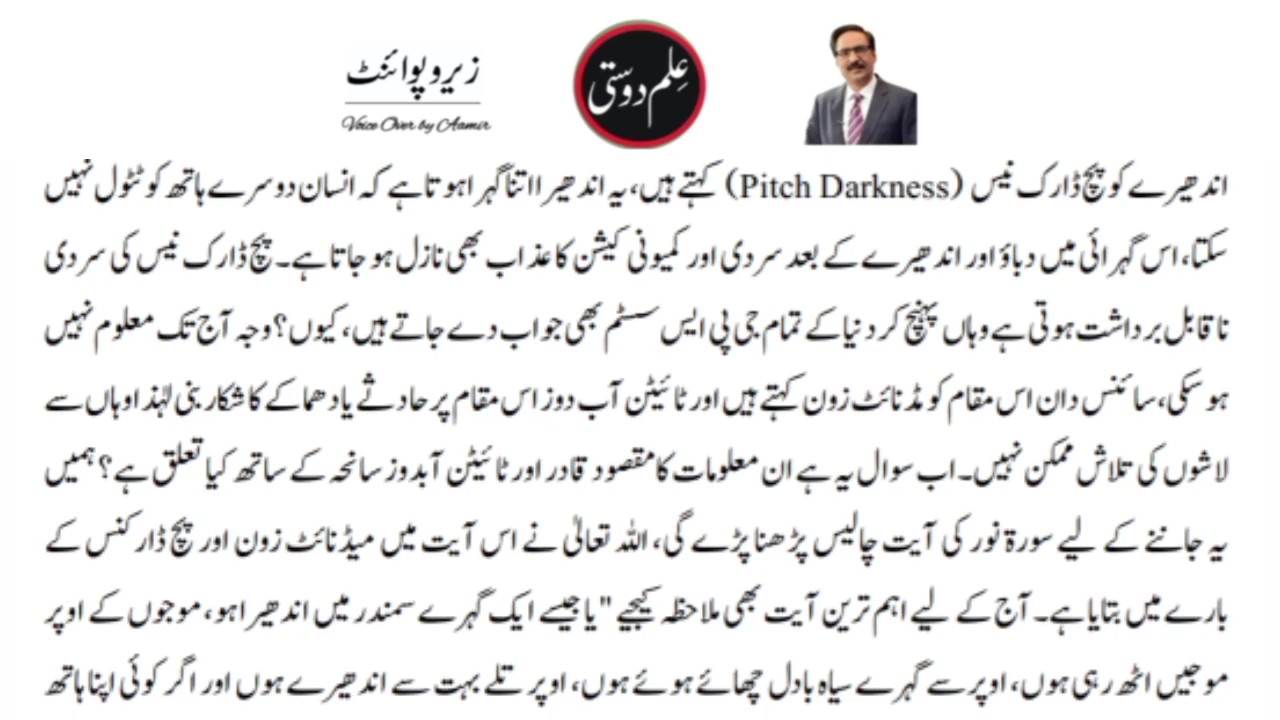 زیرو پوائنٹ
Voice Over by Aamir
علم دوستی
اندھیرے کو پچ ڈارک نیس (Pitch Darkness) کہتے ہیں، یہ اندھیرا اتنا گہرا ہوتا ہے کہ انسان دوسرے ہاتھ کو ٹٹول نہیں
سکتا، اس گہرائی میں دباؤ اور اندھیرے کے بعد سردی اور کمیونی کیشن کا عذاب بھی نازل ہو جاتا ہے۔ پچ ڈارک نیس کی سردی
ناقابل برداشت ہوتی ہے وہاں پہنچ کر دنیا کے تمام جی پی ایس سسٹم بھی جواب دے جاتے ہیں، کیوں؟ وجہ آج تک معلوم نہیں
ہو سکی، سائنس دان اس مقام کو مڈ نائٹ زون کہتے ہیں اور ٹائیٹن آب دوز اس مقام پر حادثے یا دھماکے کا شکار بنی لہٰذا وہاں سے
لاشوں کی تلاش ممکن نہیں۔ اب سوال یہ ہے ان معلومات کا مقصود قادر اور ٹائیٹن آبدوز سانحہ کے ساتھ کیا تعلق ہے؟ ہمیں
یہ جاننے کے لیے سورۃ نور کی آیت چالیس پڑھنا پڑے گی، اللہ تعالیٰ نے اس آیت میں میڈ نائٹ زون اور پچ ڈارکنس کے
بارے میں بتایا ہے۔ آج کے لیے اہم ترین آیت بھی ملاحظہ کیجیے "یا جیسے ایک گہرے سمندر میں اندھیرا ہو، موجوں کے اوپر
موجیں اٹھ رہی ہوں، اوپر سے گہرے سیاہ بادل چھائے ہوئے ہوں، اوپر تلے بہت سے اندھیرے ہوں اور اگر کوئی اپنا ہاتھ